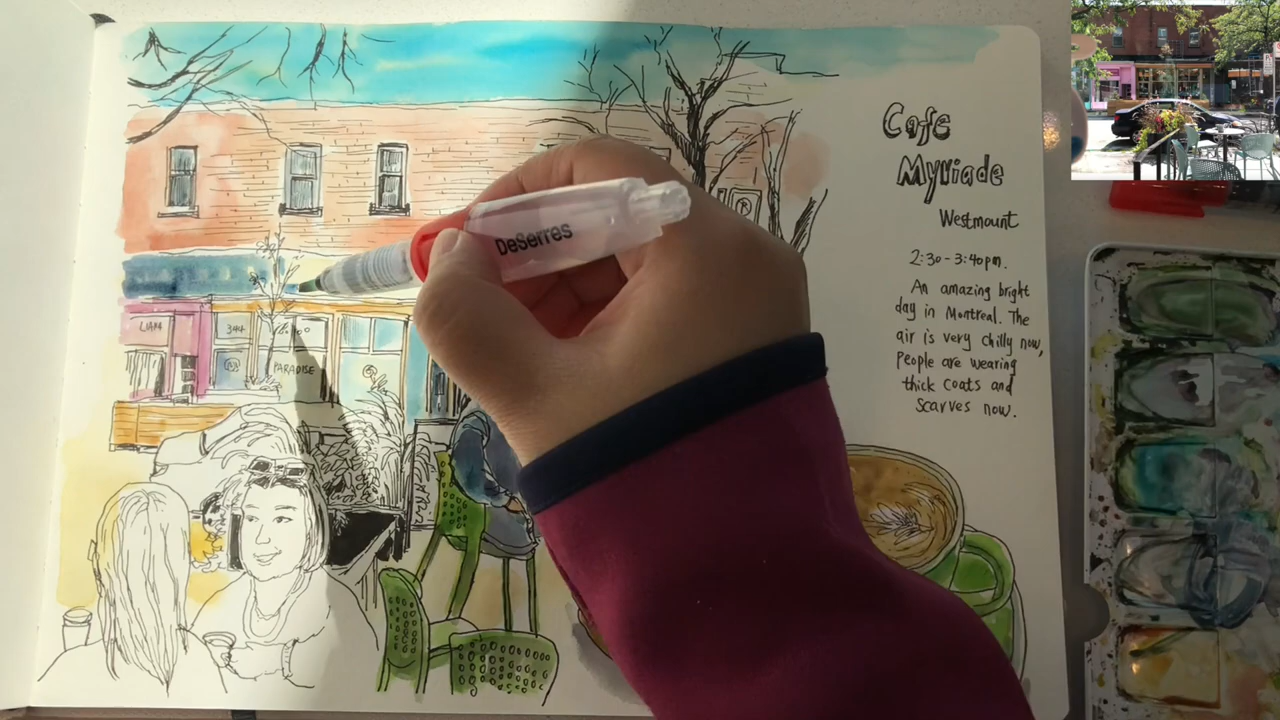 Cafe
Myriade
Westmount
2:30-3:40pm.
An amazing bright
day in Montreal. The
air is very chilly now,
People are wearing
thick coats and
scarves now.
DeSerres
344
PARADISE
R